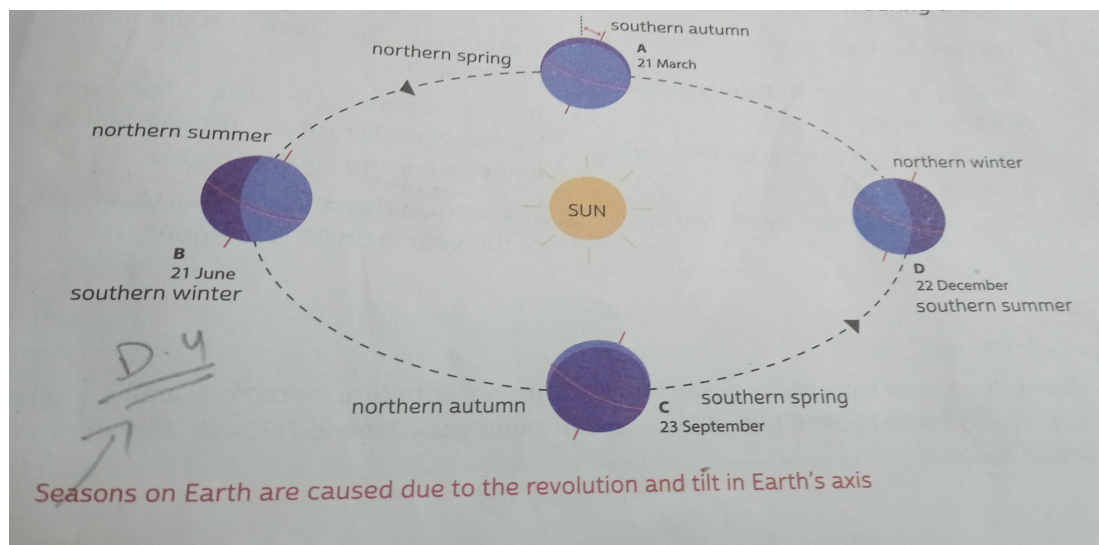 southern autumn
A
21 March
northern spring
northern summer
northern winter
SUN
B
21 June
southern winter
D
22 December
southern summer
D.4
northern autumn
C
23 September
southern spring
Seasons on Earth are caused due to the revolution and tilt in Earth's axis